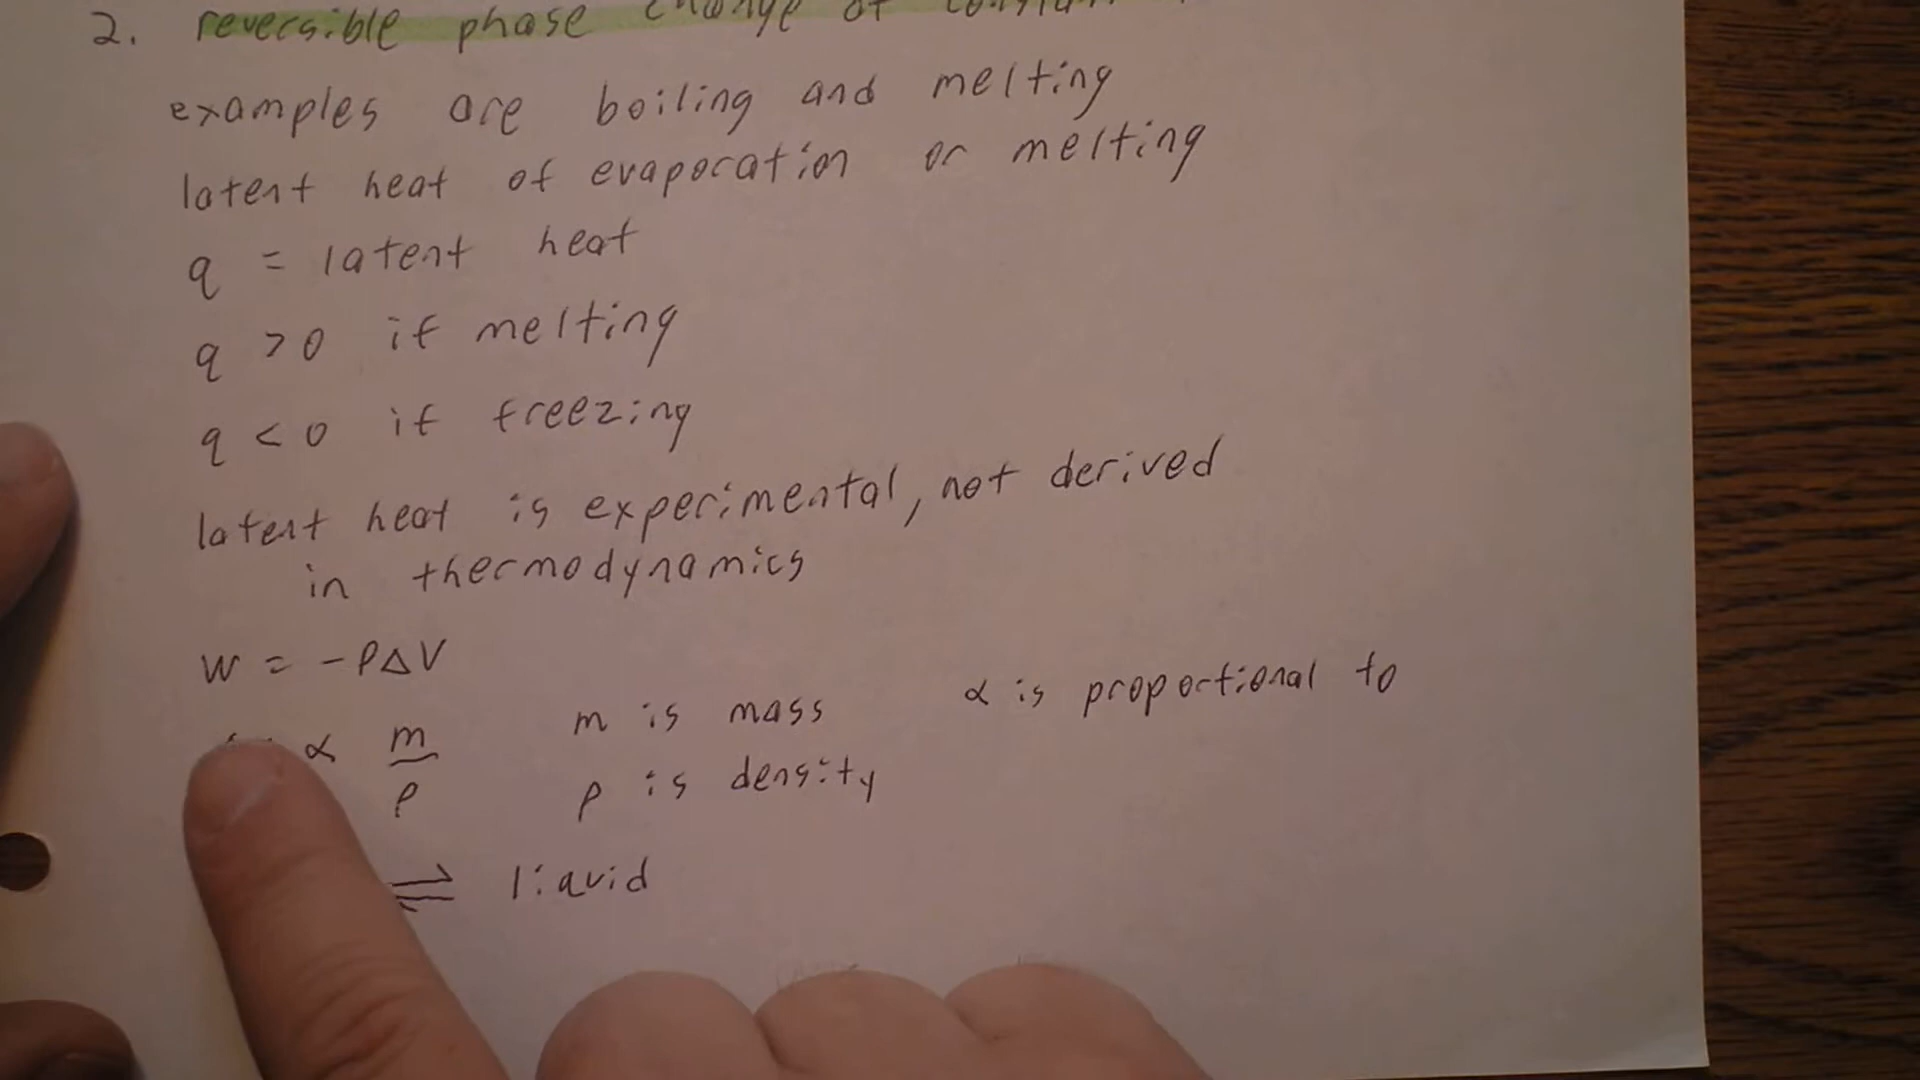 2. reversible phase change at
examples are boiling and melting
latent heat of evaporation or melting
q = latent heat
q > 0 if melting
q < 0 if freezing
latent heat is experimental, not derived
in thermodynamics
w = -PΔV
∝ m/ρ m is mass ∝ is proportional to
ρ is density
⇌ liquid